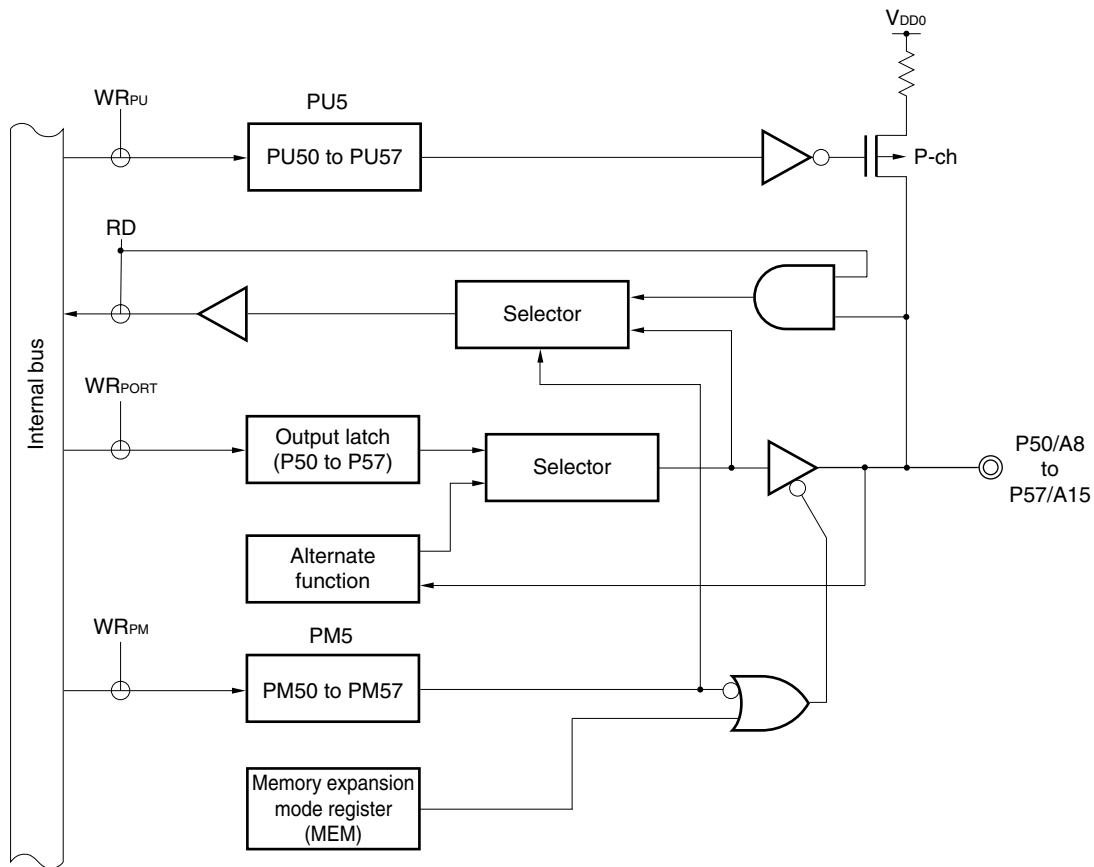 VDD0
WRPU
PU5
PU50 to PU57
P-ch
RD
Selector
Internal bus
WRPORT
Output latch
(P50 to P57)
Selector
P50/A8
to
P57/A15
Alternate
function
WRPM
PM5
PM50 to PM57
Memory expansion
mode register
(MEM)